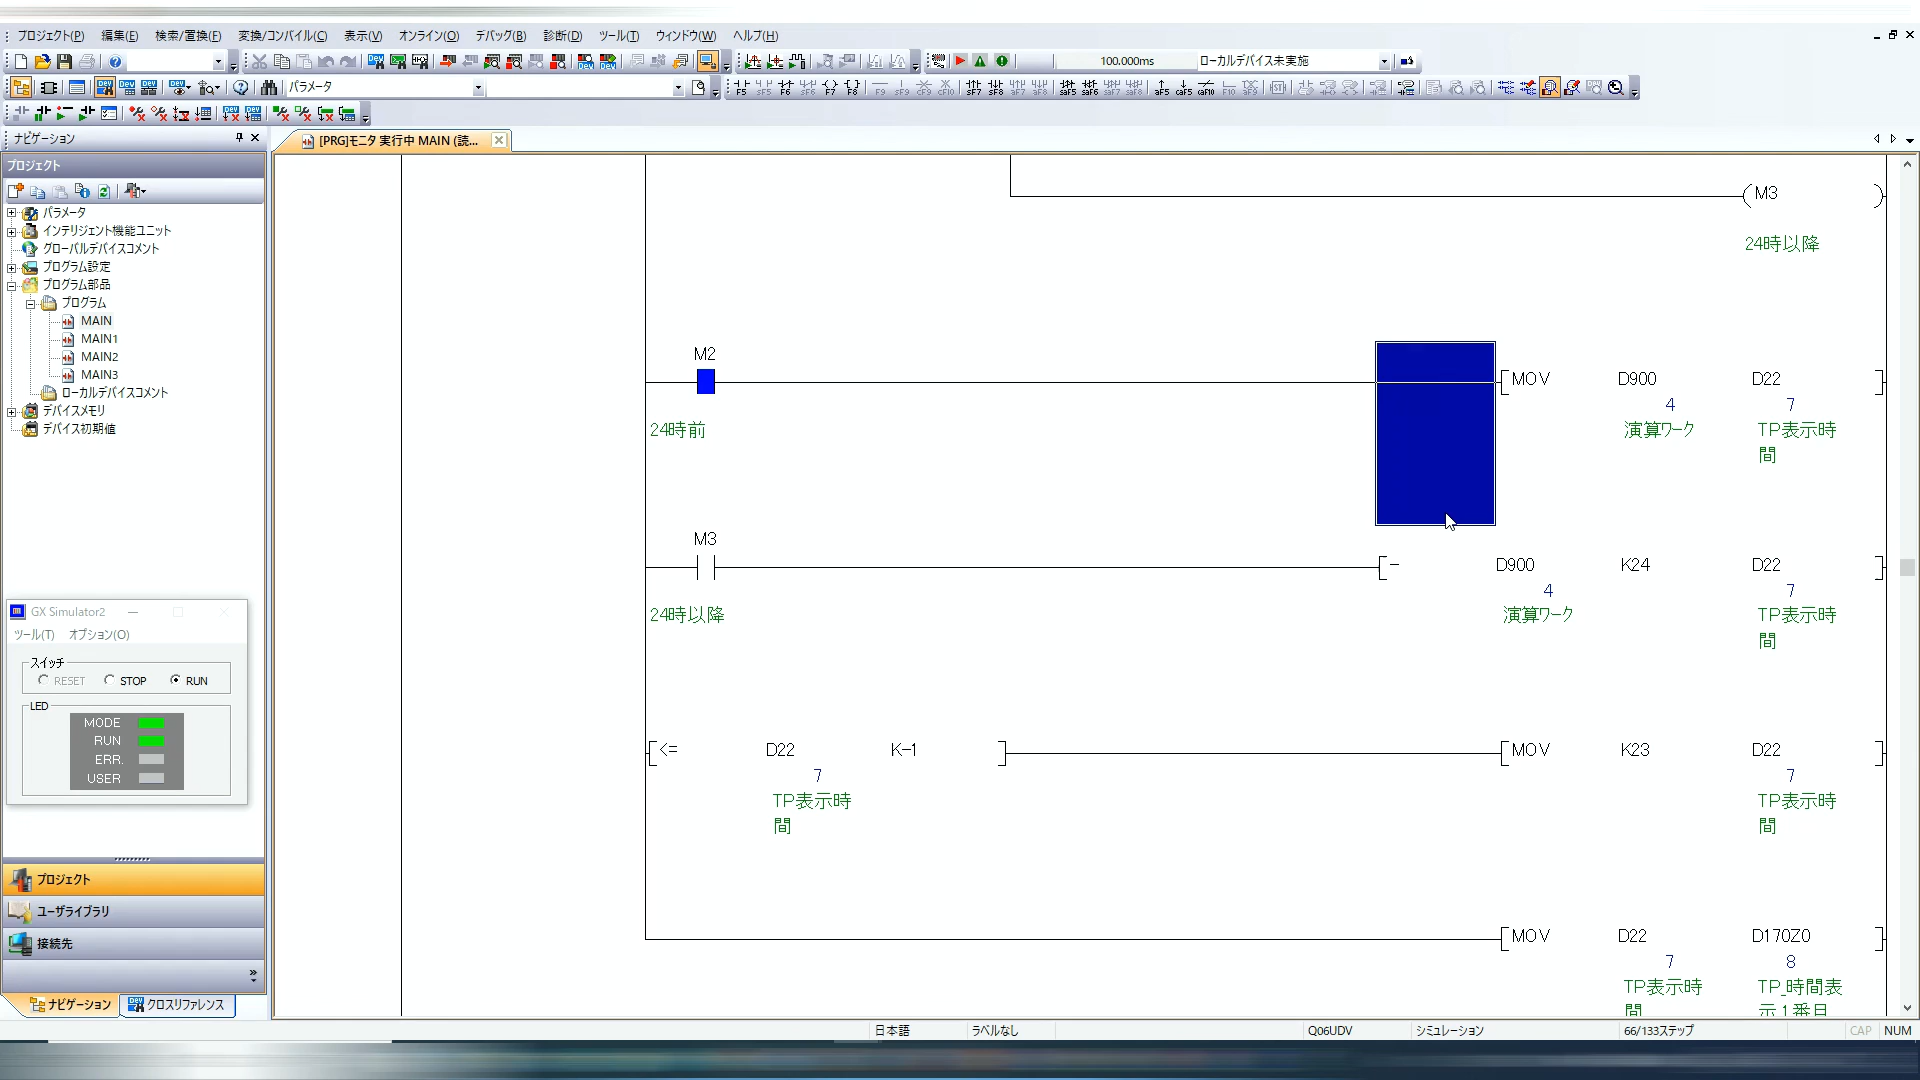 プロジェクト(P) 編集(E) 検索/置換(F) 変換/コンパイル(C) 表示(V) オンライン(O) デバッグ(B) 診断(D) ツール(T) ウィンドウ(W) ヘルプ(H)
100.000ms ローカルデバイス未実施
パラメータ
ナビゲーション
[PRG]モニタ 実行中 MAIN (読...
プロジェクト
パラメータ
インテリジェント機能ユニット
グローバルデバイスコメント
プログラム設定
プログラム部品
プログラム
MAIN
MAIN1
MAIN2
MAIN3
ローカルデバイスコメント
デバイスメモリ
デバイス初期値
GX Simulator2
ツール(T) オプション(O)
スイッチ
RESET STOP RUN
LED
MODE
RUN
ERR.
USER
プロジェクト
ユーザライブラリ
接続先
ナビゲーション クロスリファレンス
M3
24時以降
M2
MOV D900 D22
4 7
24時前 演算ワーク TP表示時
間
M3
- D900 K24 D22
4 7
24時以降 演算ワーク TP表示時
間
<= D22 K-1 MOV K23 D22
7 7
TP表示時 TP表示時
間 間
MOV D22 D170Z0
7 8
TP表示時 TP_時間表
間 示1番目
日本語 ラベルなし Q06UDV シミュレーション 66/133ステップ CAP NUM